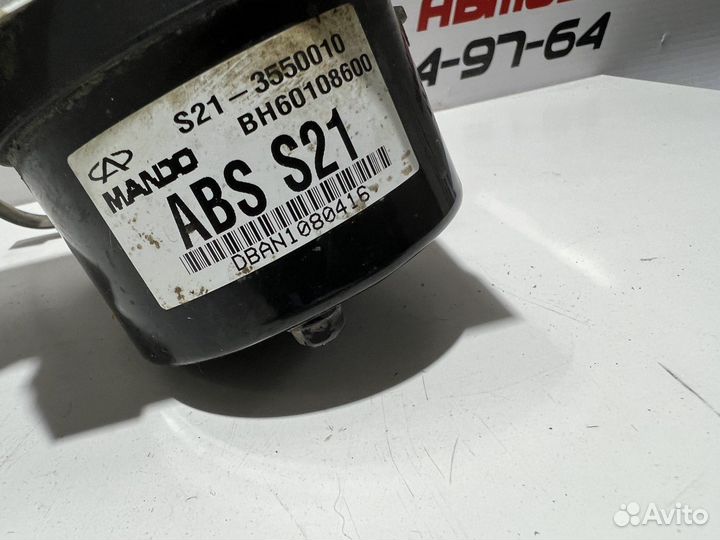 S21-3550010
BH60108600
MANDO
ABS S21
DBAN1080416
4-97-64
Avito